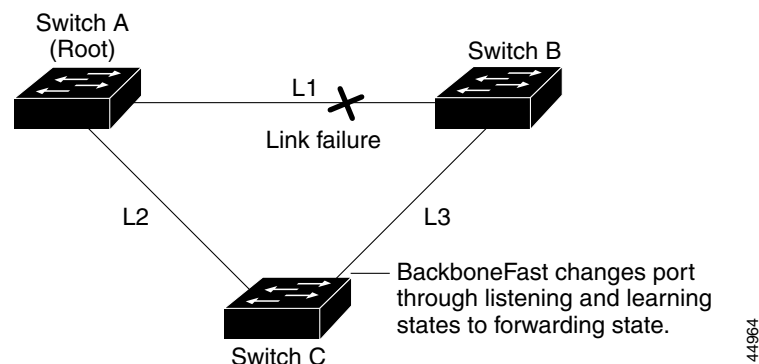 Switch A
(Root)
Switch B
L1
Link failure
L2
L3
BackboneFast changes port
through listening and learning
states to forwarding state.
Switch C
44964